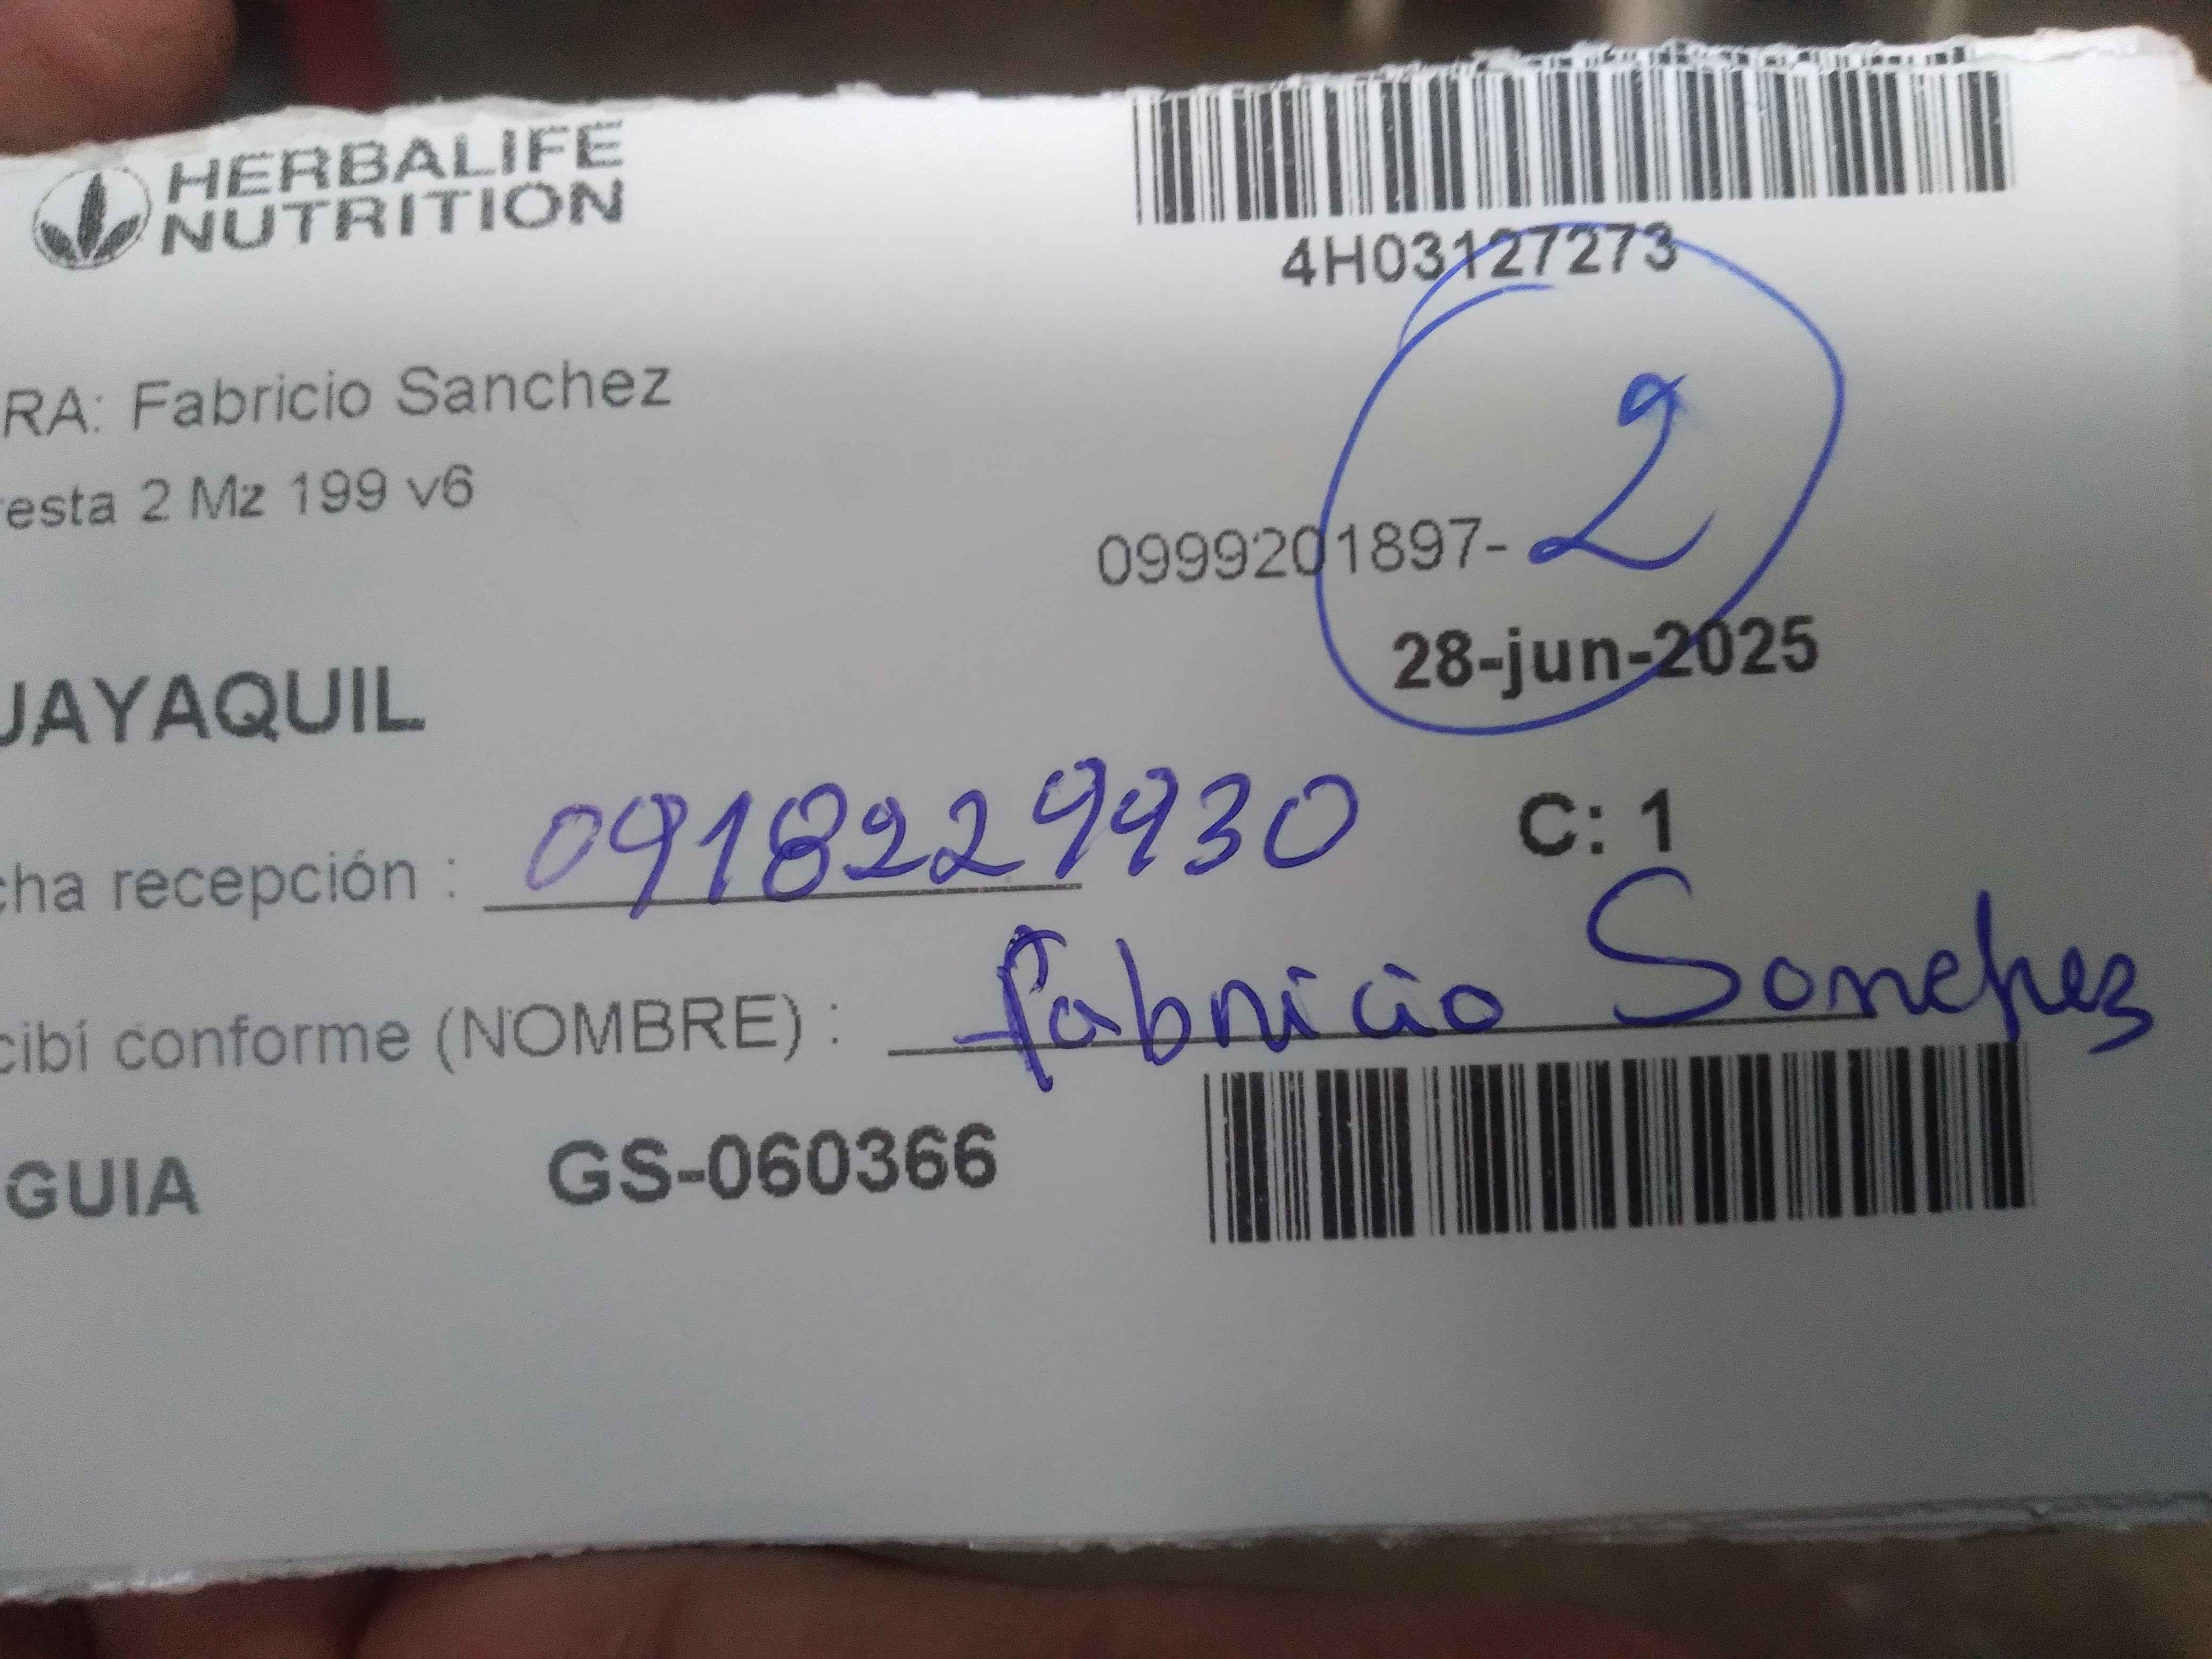 HERBALIFE
NUTRITION
4H03127273
RA: Fabricio Sanchez
resta 2 Mz 199 v6
2
0999201897-
28-jun-2025
UAYAQUIL
C: 1
cha recepción : 0918229930
cibí conforme (NOMBRE) : fabricio Sanchez
GUIA GS-060366